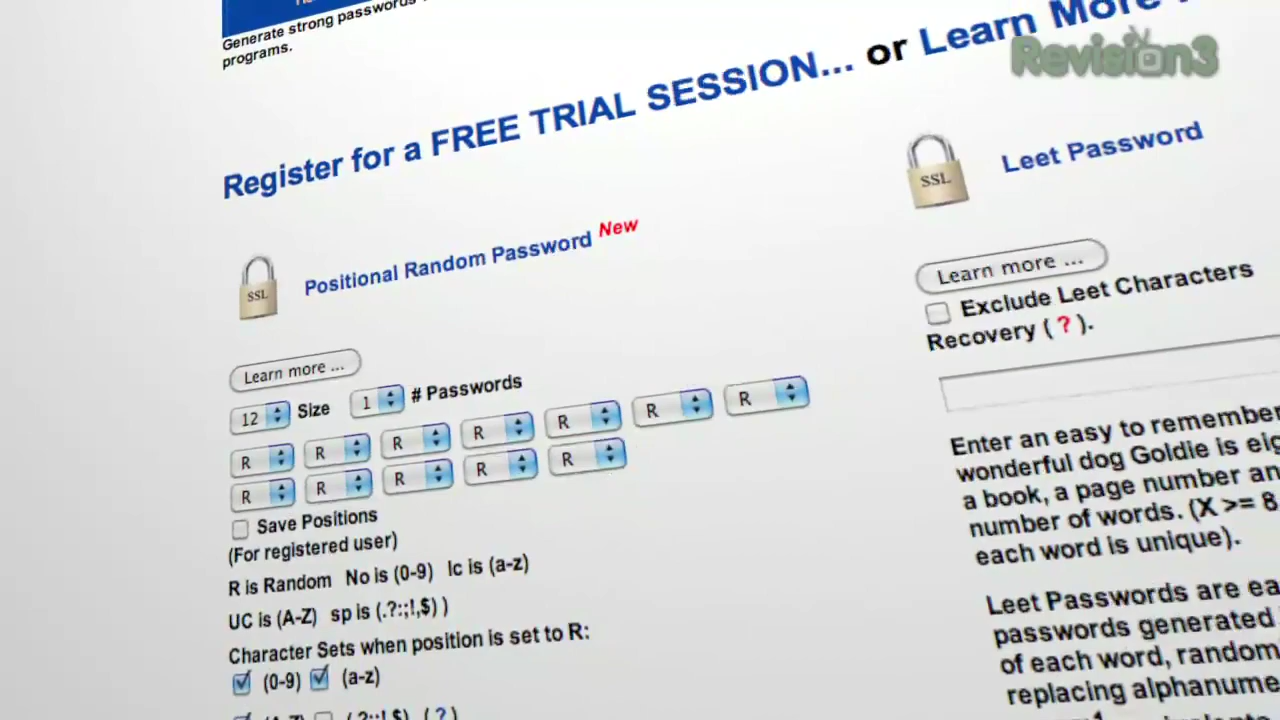 Generate strong passwords
programs.
Register for a FREE TRIAL SESSION... or Learn More
Revision3
Positional Random Password New
SSL
Learn more ...
12 Size 1 # Passwords
R R R R R R R
R R R R R
Save Positions
(For registered user)
R is Random No is (0-9) lc is (a-z)
UC is (A-Z) sp is (.?:;!,$) )
Character Sets when position is set to R:
(0-9) (a-z)
(A-Z) (.?:;!,$) (?)
SSL
Leet Password
Learn more ...
Exclude Leet Characters
Recovery ( ? ).
Enter an easy to remember
wonderful dog Goldie is eig
a book, a page number an
number of words. (X >= 8
each word is unique).
Leet Passwords are ea
passwords generated
of each word, random
replacing alphanume